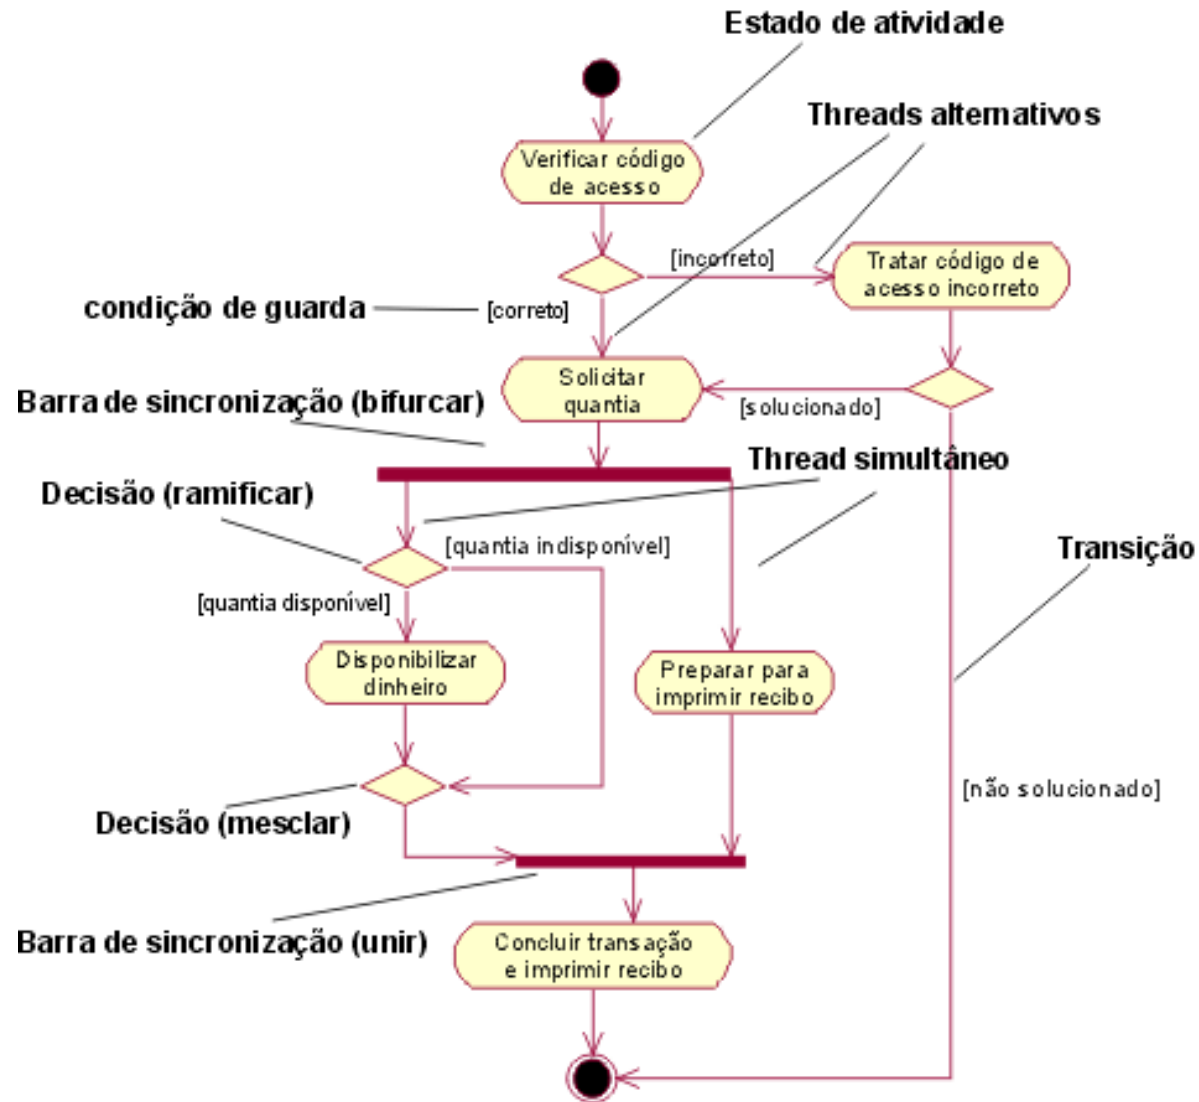 Estado de atividade
Threads alternativos
Verificar código
de acesso
[incorreto]
Tratar código de
acesso incorreto
condição de guarda
[correto]
Solicitar
quantia
[solucionado]
Barra de sincronização (bifurcar)
Thread simultâneo
Decisão (ramificar)
[quantia indisponível]
Transição
[quantia disponível]
Disponibilizar
dinheiro
Preparar para
imprimir recibo
[não solucionado]
Decisão (mesclar)
Barra de sincronização (unir)
Concluir transação
e imprimir recibo